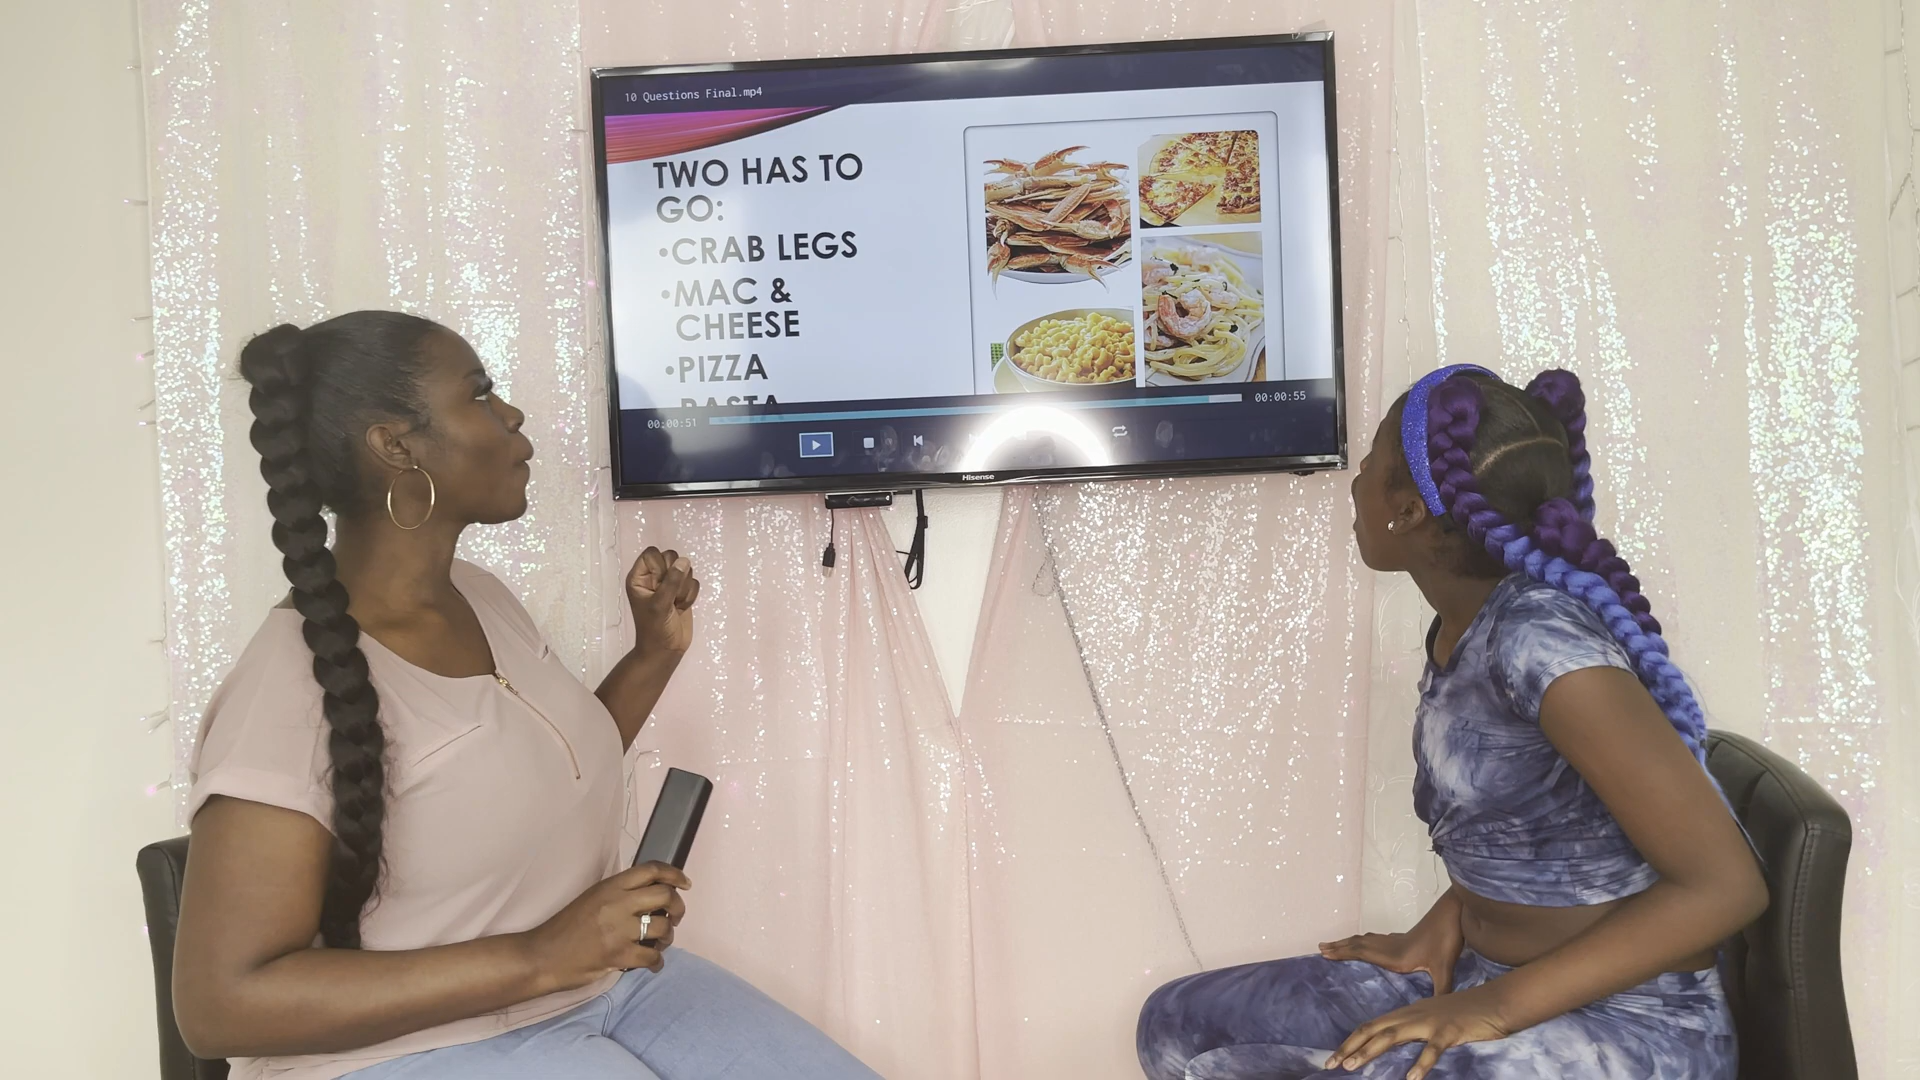 10 Questions Final.mp4
TWO HAS TO
GO:
•CRAB LEGS
•MAC &
CHEESE
•PIZZA
PASTA
00:00:51
00:00:55
Hisense